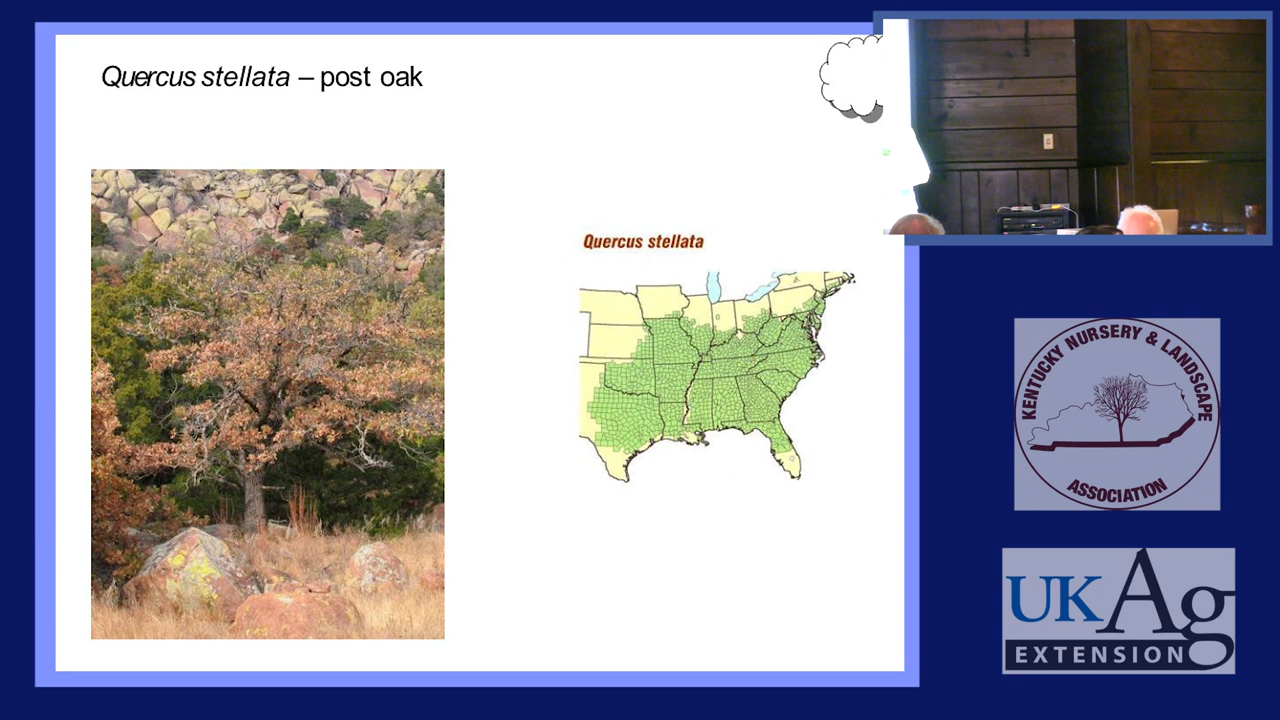 Quercus stellata – post oak
Quercus stellata
KENTUCKY NURSERY & LANDSCAPE
ASSOCIATION
UKAg
EXTENSION